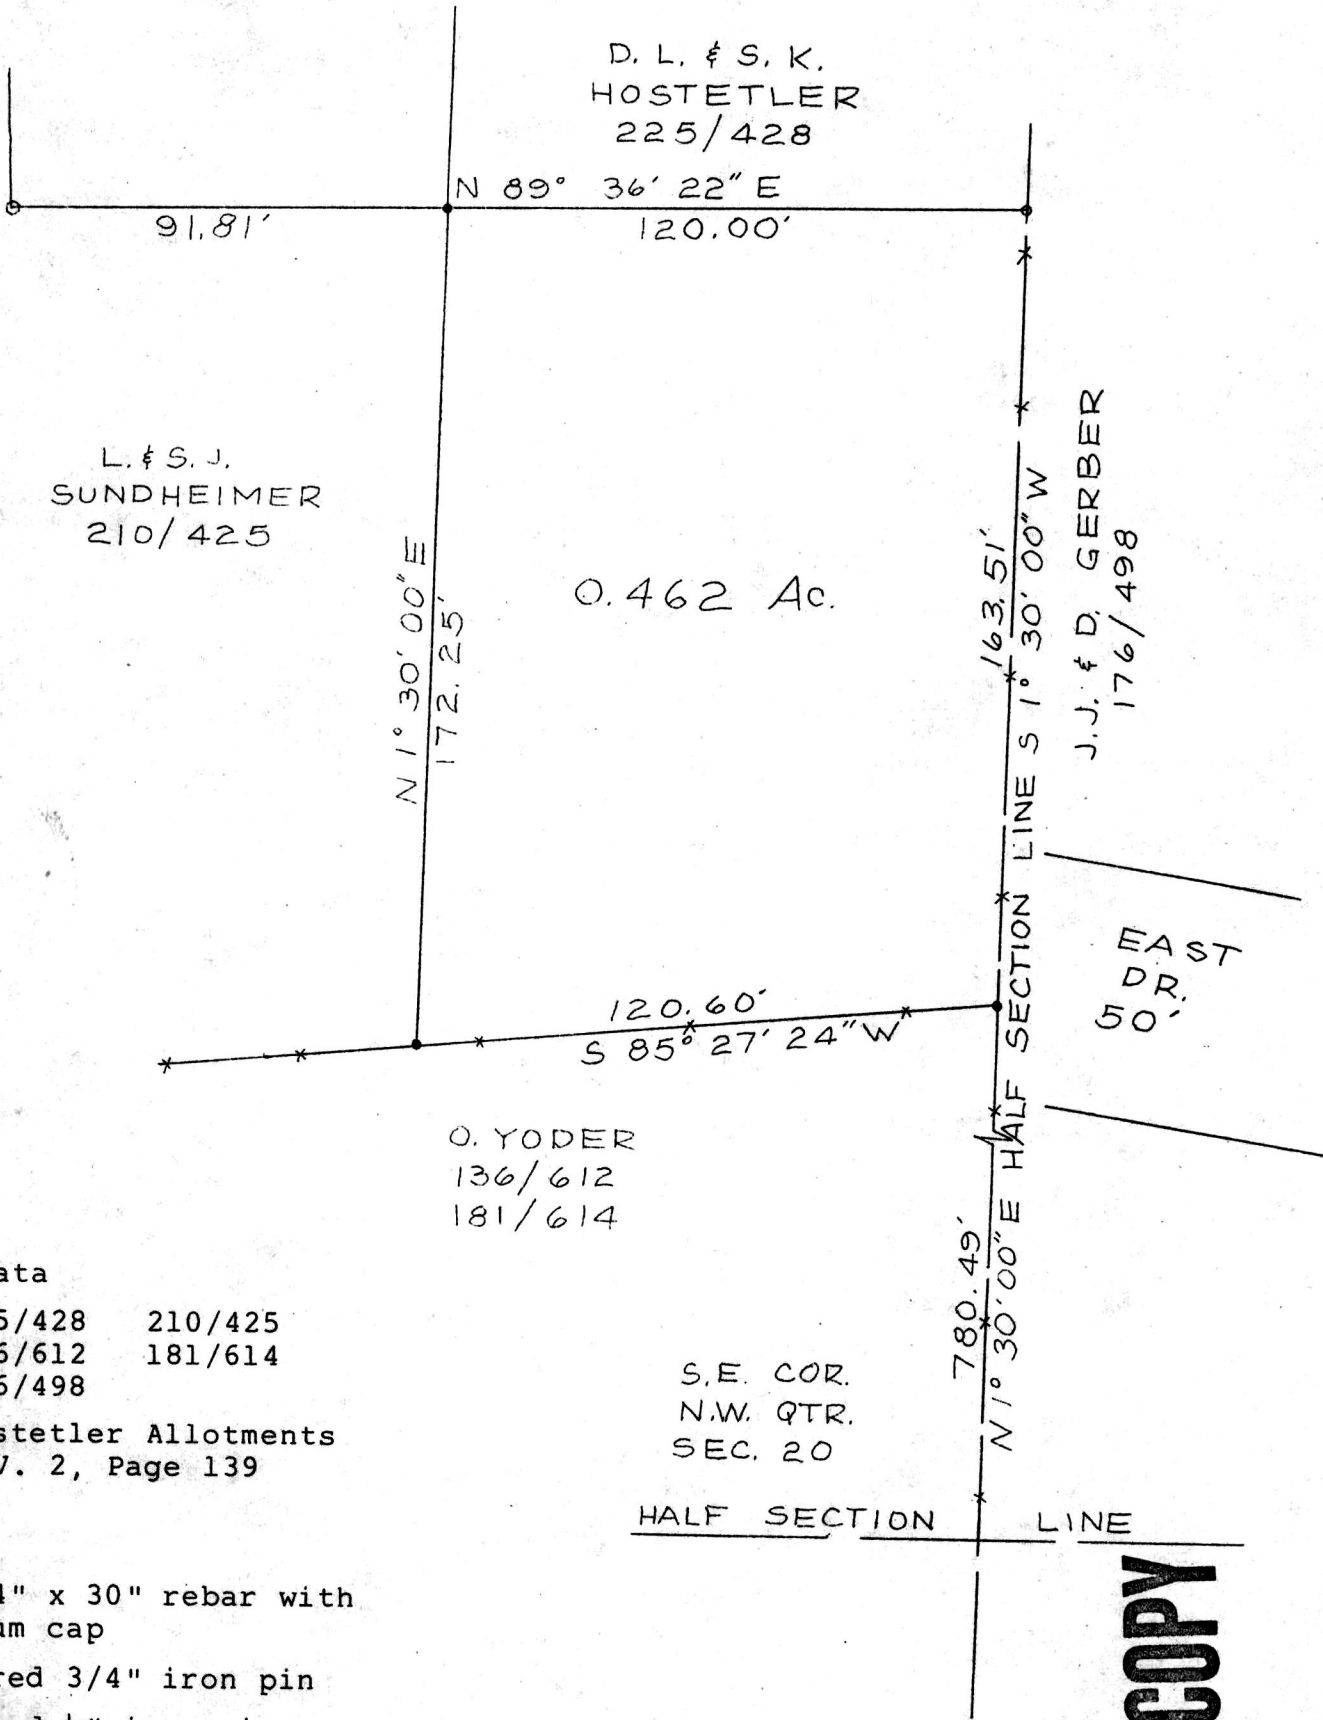 D. L. & S. K.
HOSTETLER
225/428
N 89° 36' 22" E
91.81'
120.00'
L. & S. J.
SUNDHEIMER
210/425
N 1° 30' 00" E
172.25'
0.462 Ac.
163.51'
HALF SECTION LINE S 1° 30' 00" W
J. J. & D. GERBER
176/498
EAST
DR.
50'
120.60'
S 85° 27' 24" W
O. YODER
136/612
181/614
780.49'
N 1° 30' 00" E
S.E. COR.
N.W. QTR.
SEC. 20
HALF SECTION LINE
ata
5/428 210/425
6/612 181/614
6/498
stetler Allotments
V. 2, Page 139
4" x 30" rebar with
um cap
red 3/4" iron pin
COPY